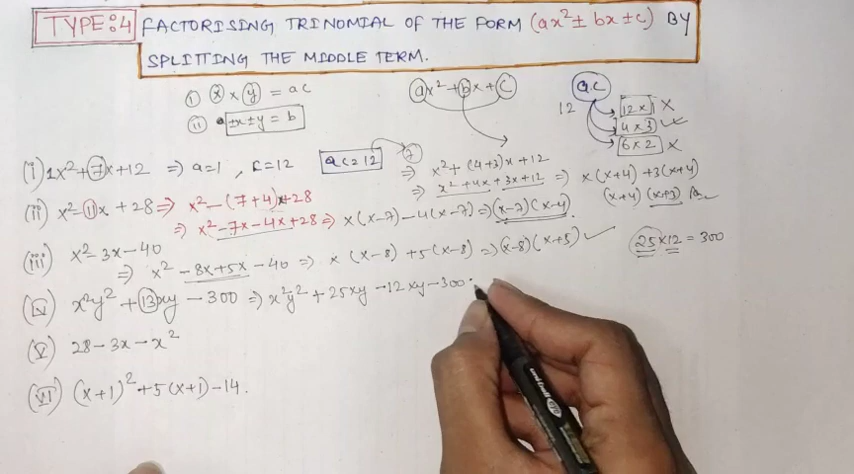 TYPE:4 FACTORISING TRINOMIAL OF THE FORM (ax² ± bx ± c) BY
SPLITTING THE MIDDLE TERM.
(i) x × y = ac
(ii) ±x±y = b
ax² + bx + c
a.c
12
12 × 1 ×
4 × 3 ✓
6 × 2 ×
(i) 1x² + 7x + 12 ⇒ a=1, c=12
ac = 12
7
⇒ x² + (4+3)x + 12
⇒ x² + 4x + 3x + 12 ⇒ x(x+4) + 3(x+4)
(x+4) (x+3)
(ii) x² - 11x + 28 ⇒ x² - (7+4)x + 28
⇒ x² - 7x - 4x + 28 ⇒ x(x-7) - 4(x-7) ⇒ (x-7)(x-4)
(iii) x² - 3x - 40
⇒ x² - 8x + 5x - 40 ⇒ x(x-8) + 5(x-8) ⇒ (x-8)(x+5) ✓
25 × 12 = 300
(iv) x²y² + 13xy - 300 ⇒ x²y² + 25xy - 12xy - 300
(v) 28 - 3x - x²
(vi) (x+1)² + 5(x+1) - 14.
uni-ball